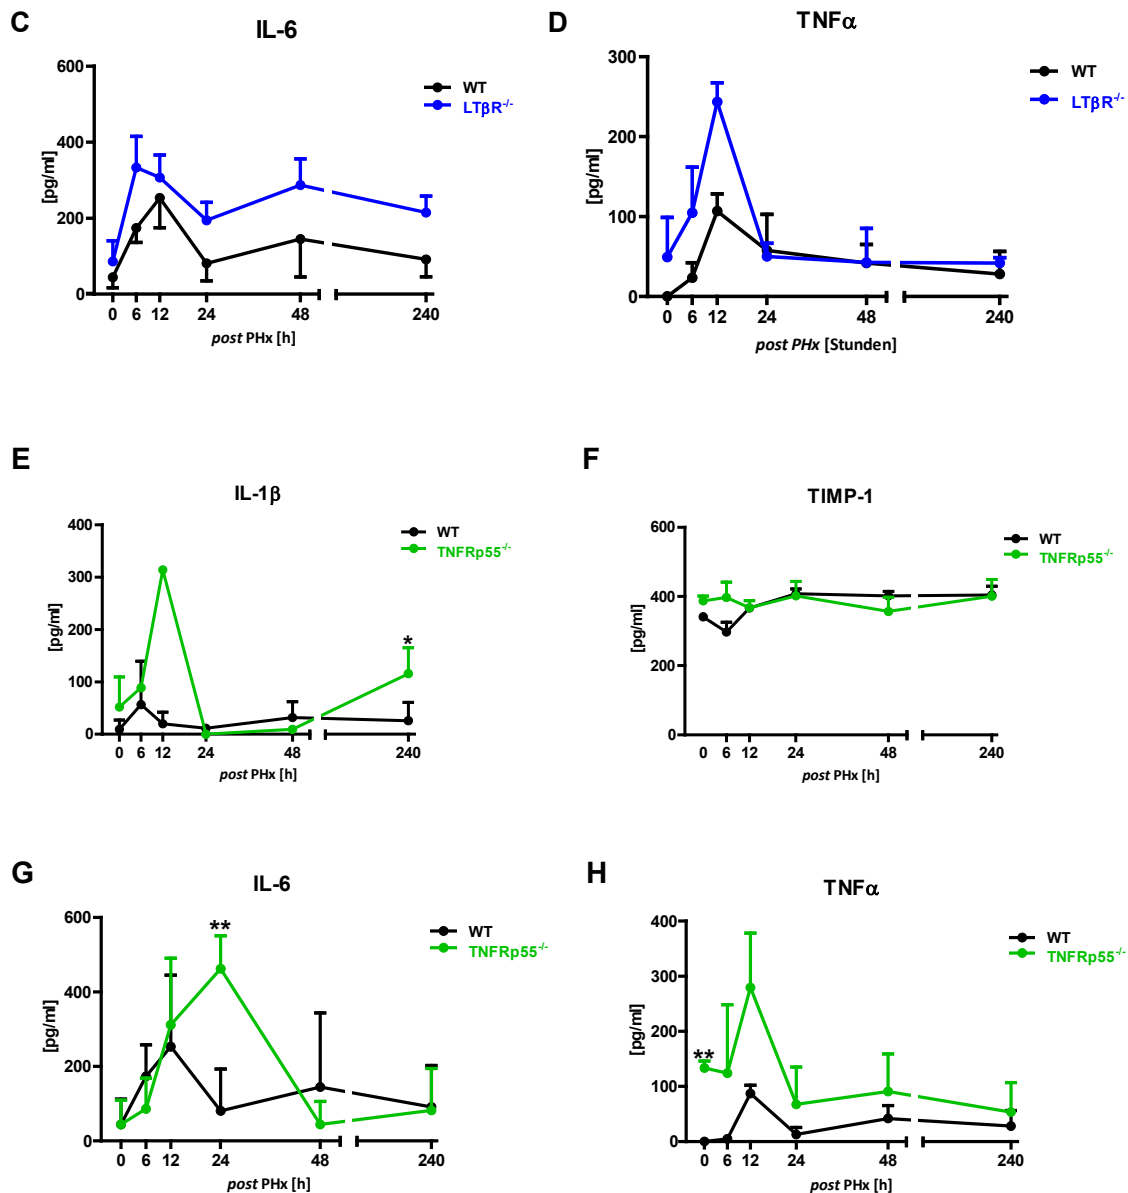 C
IL-6
[pg/ml]
600
400
200
0
0 6 12 24 48 240
post PHx [h]
WT
LTβR-/-
D
TNFα
[pg/ml]
300
200
100
0
0 6 12 24 48 240
post PHx [Stunden]
WT
LTβR-/-
E
IL-1β
[pg/ml]
400
300
200
100
0
*
0 6 12 24 48 240
post PHx [h]
WT
TNFRp55-/-
F
TIMP-1
[pg/ml]
600
400
200
0
0 6 12 24 48 240
post PHx [h]
WT
TNFRp55-/-
G
IL-6
[pg/ml]
600
400
200
0
**
0 6 12 24 48 240
post PHx [h]
WT
TNFRp55-/-
H
TNFα
[pg/ml]
400
300
200
100
0
**
0 6 12 24 48 240
post PHx [h]
WT
TNFRp55-/-